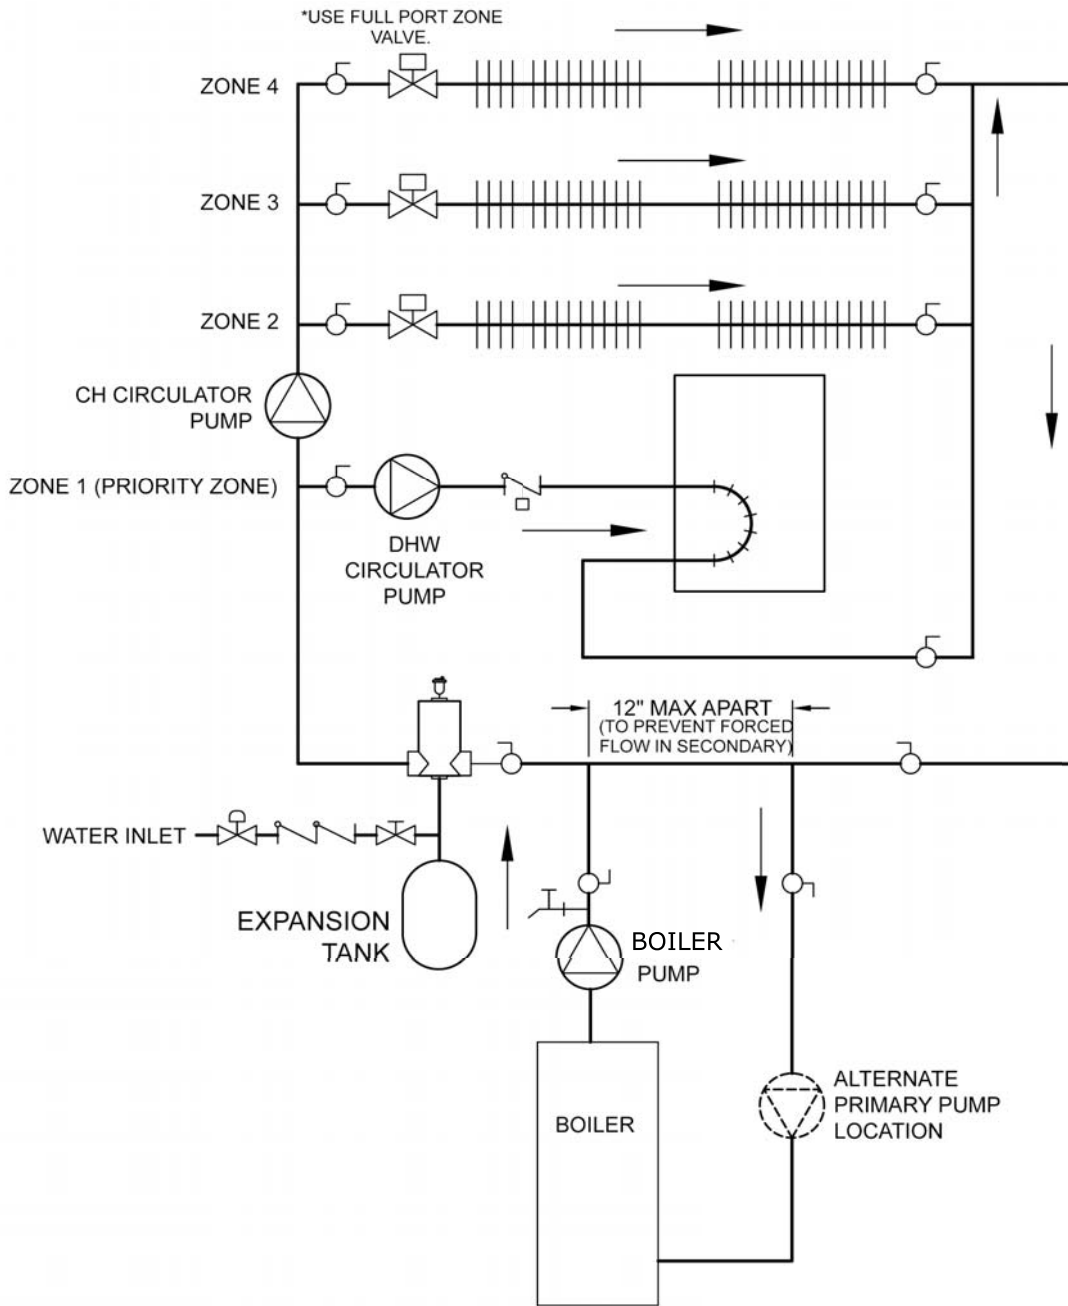 *USE FULL PORT ZONE
VALVE.
ZONE 4
ZONE 3
ZONE 2
CH CIRCULATOR
PUMP
ZONE 1 (PRIORITY ZONE)
DHW
CIRCULATOR
PUMP
12" MAX APART
(TO PREVENT FORCED
FLOW IN SECONDARY)
WATER INLET
EXPANSION
TANK
BOILER
PUMP
ALTERNATE
PRIMARY PUMP
LOCATION
BOILER